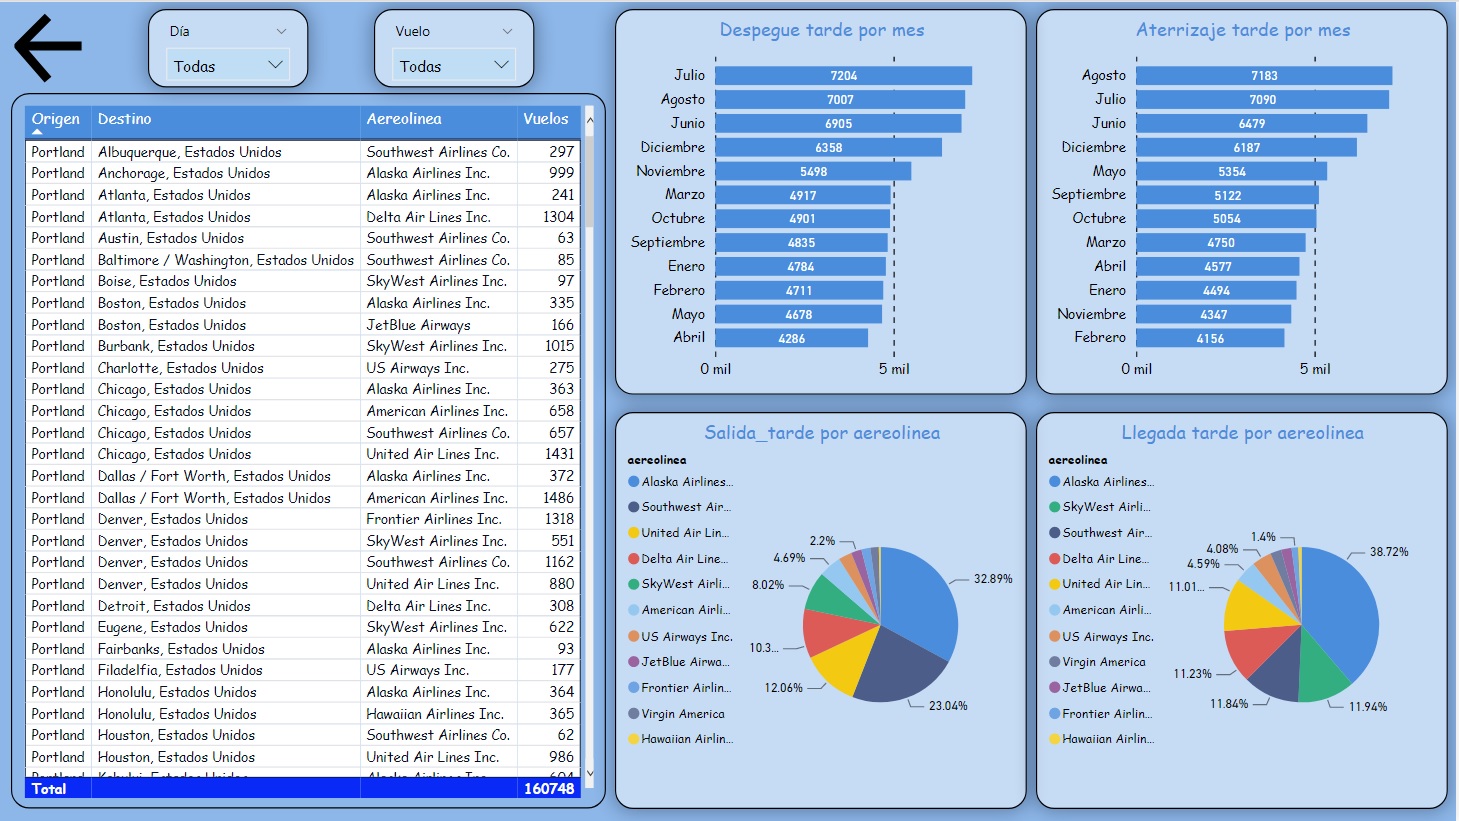 Día
Todas
Vuelo
Todas
Origen Destino Aereolinea Vuelos
Portland Albuquerque, Estados Unidos Southwest Airlines Co. 297
Portland Anchorage, Estados Unidos Alaska Airlines Inc. 999
Portland Atlanta, Estados Unidos Alaska Airlines Inc. 241
Portland Atlanta, Estados Unidos Delta Air Lines Inc. 1304
Portland Austin, Estados Unidos Southwest Airlines Co. 63
Portland Baltimore / Washington, Estados Unidos Southwest Airlines Co. 85
Portland Boise, Estados Unidos SkyWest Airlines Inc. 97
Portland Boston, Estados Unidos Alaska Airlines Inc. 335
Portland Boston, Estados Unidos JetBlue Airways 166
Portland Burbank, Estados Unidos SkyWest Airlines Inc. 1015
Portland Charlotte, Estados Unidos US Airways Inc. 275
Portland Chicago, Estados Unidos Alaska Airlines Inc. 363
Portland Chicago, Estados Unidos American Airlines Inc. 658
Portland Chicago, Estados Unidos Southwest Airlines Co. 657
Portland Chicago, Estados Unidos United Air Lines Inc. 1431
Portland Dallas / Fort Worth, Estados Unidos Alaska Airlines Inc. 372
Portland Dallas / Fort Worth, Estados Unidos American Airlines Inc. 1486
Portland Denver, Estados Unidos Frontier Airlines Inc. 1318
Portland Denver, Estados Unidos SkyWest Airlines Inc. 551
Portland Denver, Estados Unidos Southwest Airlines Co. 1162
Portland Denver, Estados Unidos United Air Lines Inc. 880
Portland Detroit, Estados Unidos Delta Air Lines Inc. 308
Portland Eugene, Estados Unidos SkyWest Airlines Inc. 622
Portland Fairbanks, Estados Unidos Alaska Airlines Inc. 93
Portland Filadelfia, Estados Unidos US Airways Inc. 177
Portland Honolulu, Estados Unidos Alaska Airlines Inc. 364
Portland Honolulu, Estados Unidos Hawaiian Airlines Inc. 365
Portland Houston, Estados Unidos Southwest Airlines Co. 62
Portland Houston, Estados Unidos United Air Lines Inc. 986
Total 160748
Despegue tarde por mes
Julio 7204
Agosto 7007
Junio 6905
Diciembre 6358
Noviembre 5498
Marzo 4917
Octubre 4901
Septiembre 4835
Enero 4784
Febrero 4711
Mayo 4678
Abril 4286
0 mil 5 mil
Aterrizaje tarde por mes
Agosto 7183
Julio 7090
Junio 6479
Diciembre 6187
Mayo 5354
Septiembre 5122
Octubre 5054
Marzo 4750
Abril 4577
Enero 4494
Noviembre 4347
Febrero 4156
0 mil 5 mil
Salida_tarde por aereolinea
aereolinea
Alaska Airlines...
Southwest Air...
United Air Lin...
Delta Air Line...
SkyWest Airli...
American Airli...
US Airways Inc.
JetBlue Airwa...
Frontier Airlin...
Virgin America
Hawaiian Airlin...
2.2%
4.69%
8.02%
10.3...
12.06%
23.04%
32.89%
Llegada tarde por aereolinea
aereolinea
Alaska Airlines...
SkyWest Airli...
Southwest Air...
Delta Air Line...
United Air Lin...
American Airli...
US Airways Inc.
Virgin America
JetBlue Airwa...
Frontier Airlin...
Hawaiian Airlin...
1.4%
4.08%
4.59%
11.01...
11.23%
11.84%
11.94%
38.72%